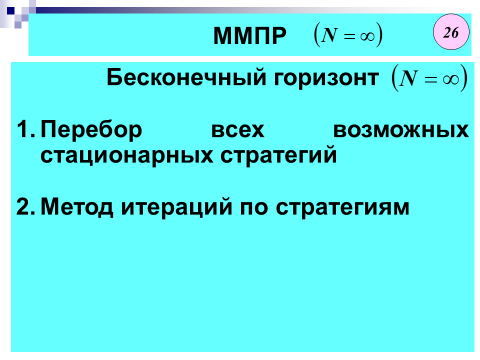 ММПР (N = ∞)
26
Бесконечный горизонт (N = ∞)
1. Перебор всех возможных
стационарных стратегий
2. Метод итераций по стратегиям